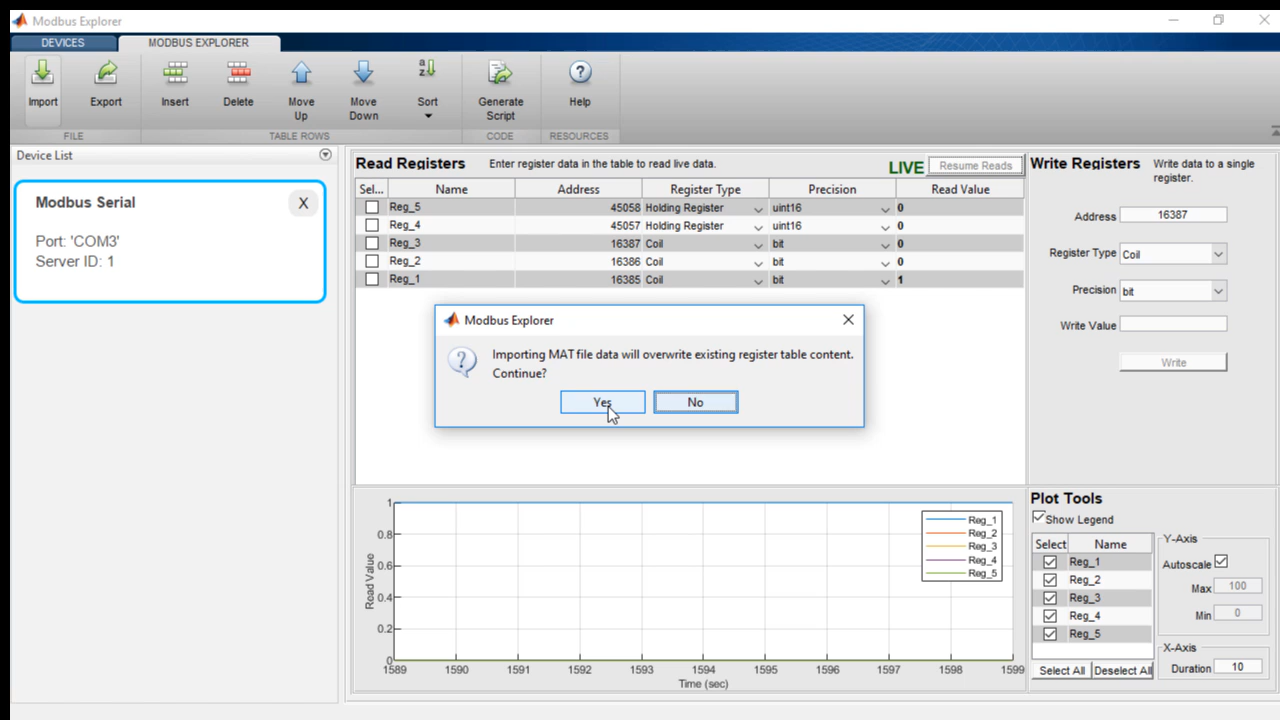 Modbus Explorer
DEVICES
MODBUS EXPLORER
Import
Export
Insert
Delete
Move Up
Move Down
Sort
Generate Script
Help
FILE
TABLE ROWS
CODE
RESOURCES
Device List
Modbus Serial
X
Port: 'COM3'
Server ID: 1
Read Registers Enter register data in the table to read live data. LIVE Resume Reads
Sel... Name Address Register Type Precision Read Value
Reg_5 45058 Holding Register uint16 0
Reg_4 45057 Holding Register uint16 0
Reg_3 16387 Coil bit 0
Reg_2 16386 Coil bit 0
Reg_1 16385 Coil bit 1
Modbus Explorer
Importing MAT file data will overwrite existing register table content.
Continue?
Yes No
Write Registers Write data to a single
register.
Address 16387
Register Type Coil
Precision bit
Write Value
Write
Read Value
1
0.8
0.6
0.4
0.2
0
1589 1590 1591 1592 1593 1594 1595 1596 1597 1598 1599
Time (sec)
Reg_1
Reg_2
Reg_3
Reg_4
Reg_5
Plot Tools
Show Legend
Select Name
Reg_1
Reg_2
Reg_3
Reg_4
Reg_5
Select All Deselect All
Y-Axis
Autoscale
Max 100
Min 0
X-Axis
Duration 10